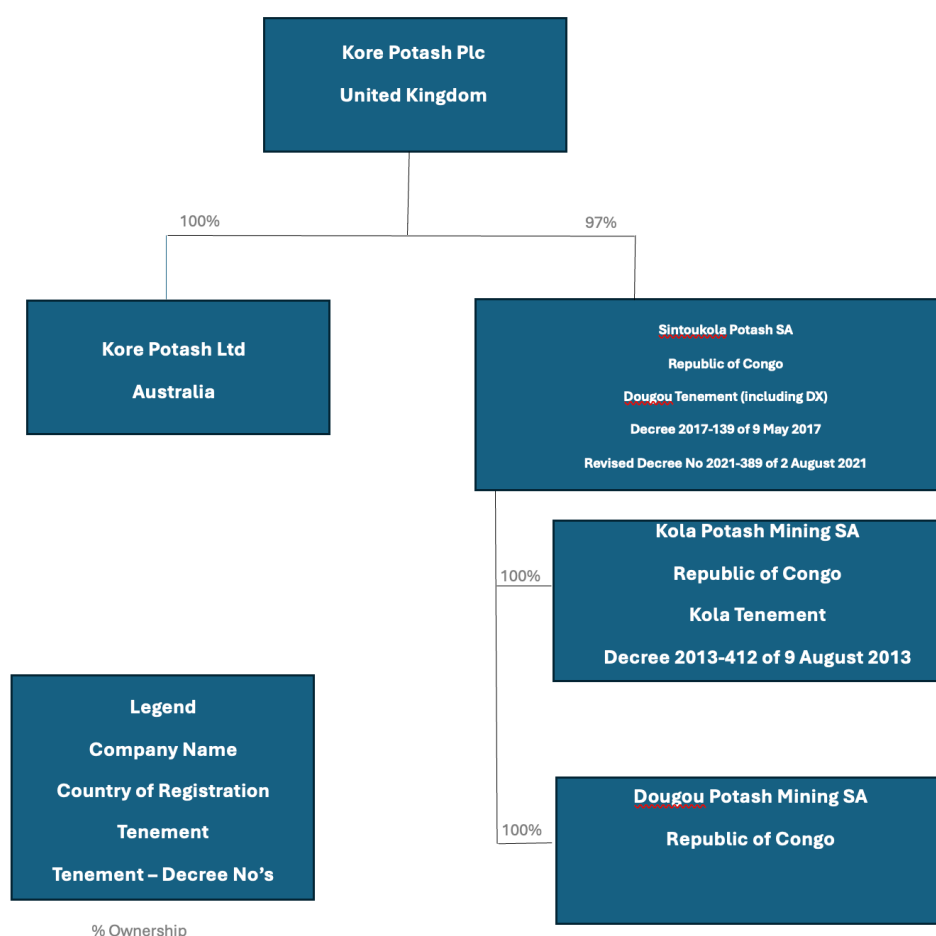 Kore Potash Plc
United Kingdom
100%
97%
Kore Potash Ltd
Australia
Sintoukola Potash SA
Republic of Congo
Dougou Tenement (including DX)
Decree 2017-139 of 9 May 2017
Revised Decree No 2021-389 of 2 August 2021
Kola Potash Mining SA
Republic of Congo
Kola Tenement
Decree 2013-412 of 9 August 2013
100%
Legend
Company Name
Country of Registration
Tenement
Tenement – Decree No’s
Dougou Potash Mining SA
Republic of Congo
100%
% Ownership